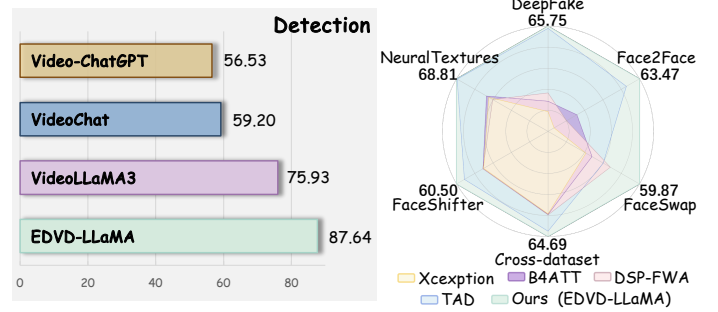 Detection
Video-ChatGPT 56.53
VideoChat 59.20
VideoLLaMA3 75.93
EDVD-LLaMA 87.64
0 20 40 60 80
DeepFake
65.75
NeuralTextures
68.81
Face2Face
63.47
60.50
FaceShifter
59.87
FaceSwap
64.69
Cross-dataset
Xcexption B4ATT DSP-FWA
TAD Ours (EDVD-LLaMA)